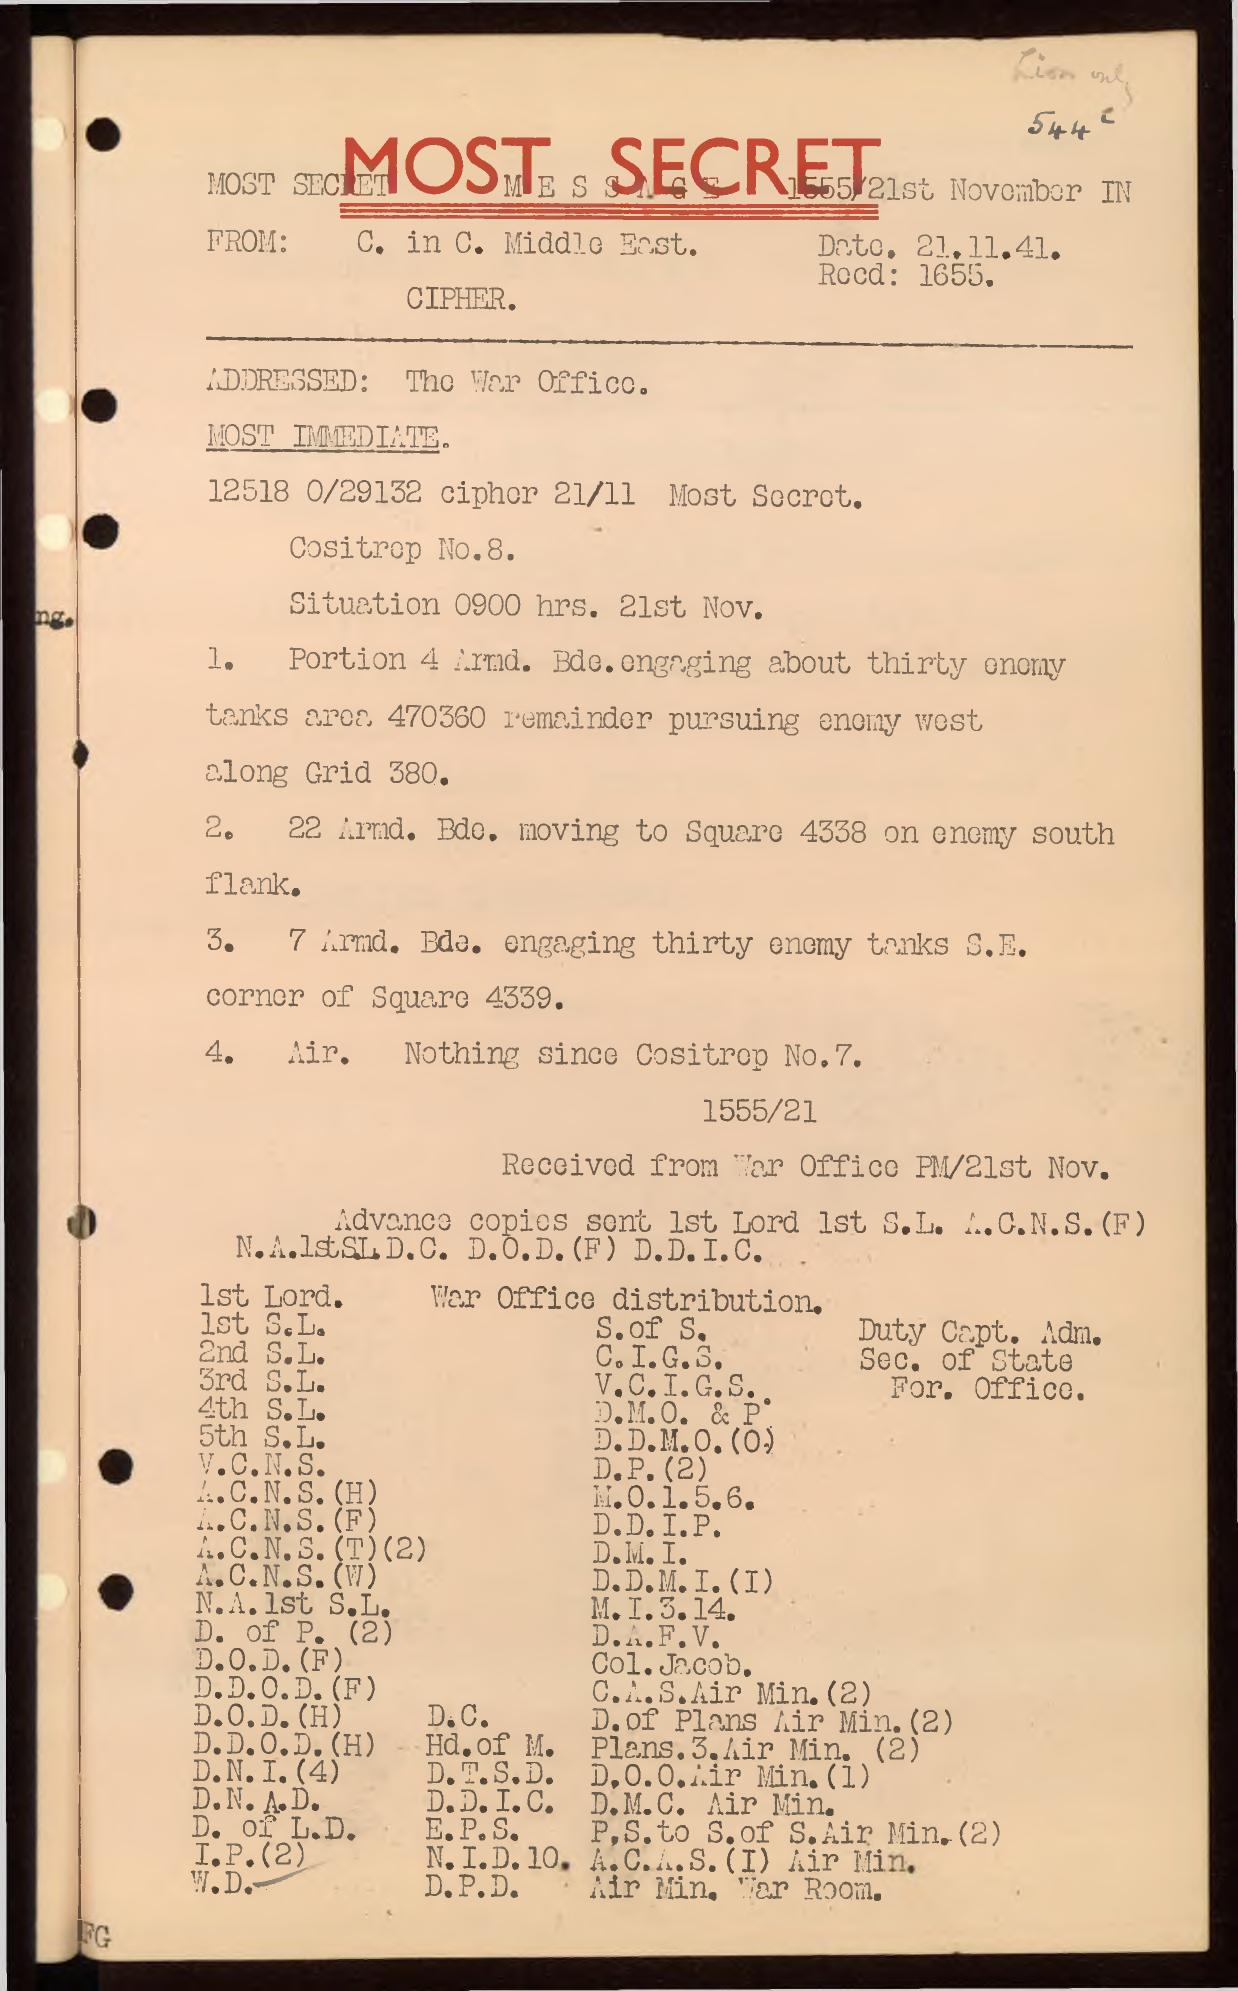 544c
MOST SECRET
MOST SECRET MESSAGE 1555/21st November IN
FROM: C. in C. Middle East. Date. 21.11.41.
Recd: 1655.
CIPHER.
ADDRESSED: The War Office.
MOST IMMEDIATE.
12518 O/29132 cipher 21/11 Most Secret.
Cositrep No.8.
ng.
Situation 0900 hrs. 21st Nov.
1. Portion 4 Armd. Bde. engaging about thirty enemy
tanks area 470360 remainder pursuing enemy west
along Grid 380.
2. 22 Armd. Bde. moving to Square 4338 on enemy south
flank.
3. 7 Armd. Bde. engaging thirty enemy tanks S.E.
corner of Square 4339.
4. Air. Nothing since Cositrep No.7.
1555/21
Received from War Office PM/21st Nov.
Advance copies sent 1st Lord 1st S.L. A.C.N.S.(F)
N.A.1stSL D.C. D.O.D.(F) D.D.I.C.
1st Lord. War Office distribution.
1st S.L. S.of S. Duty Capt. Adm.
2nd S.L. C.I.G.S. Sec. of State
3rd S.L. V.C.I.G.S. For. Office.
4th S.L. D.M.O. & P.
5th S.L. D.D.M.O.(O)
V.C.N.S. D.P.(2)
A.C.N.S.(H) M.O.1.5.6.
A.C.N.S.(F) D.D.I.P.
A.C.N.S.(T)(2) D.M.I.
A.C.N.S.(W) D.D.M.I.(I)
N.A.1st S.L. M.I.3.14.
D. of P. (2) D.A.F.V.
D.O.D.(F) Col.Jacob.
D.D.O.D.(F) C.A.S.Air Min.(2)
D.O.D.(H) D.C. D.of Plans Air Min.(2)
D.D.O.D.(H) Hd.of M. Plans.3.Air Min. (2)
D.N.I.(4) D.T.S.D. D.O.O.Air Min.(1)
D.N.A.D. D.D.I.C. D.M.C. Air Min.
D. of L.D. E.P.S. P.S.to S.of S.Air Min.(2)
I.P.(2) N.I.D.10. A.C.A.S.(I) Air Min.
W.D. D.P.D. Air Min. War Room.
FG